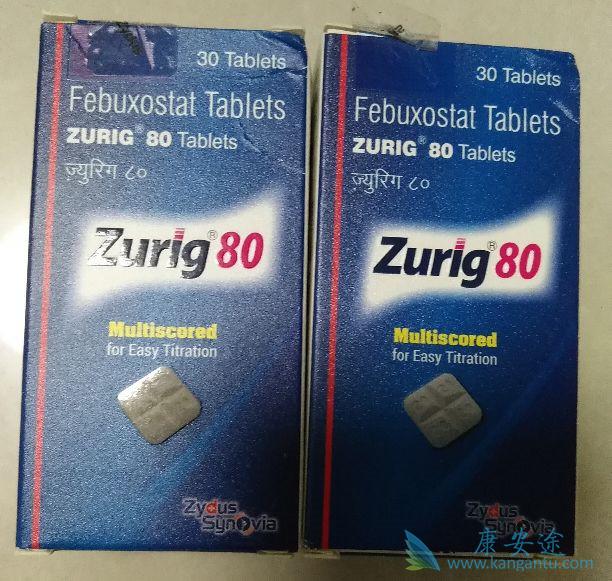 30 Tablets
Febuxostat Tablets
ZURIG® 80 Tablets
ज़्युरिग ८०
Zurig® 80
Multiscored
for Easy Titration
Zydus
Synovia
30 Tablets
Febuxostat Tablets
ZURIG® 80 Tablets
ज़्युरिग ८०
Zurig® 80
Multiscored
for Easy Titration
Zydus
Synovia
康安途
www.kangantu.com